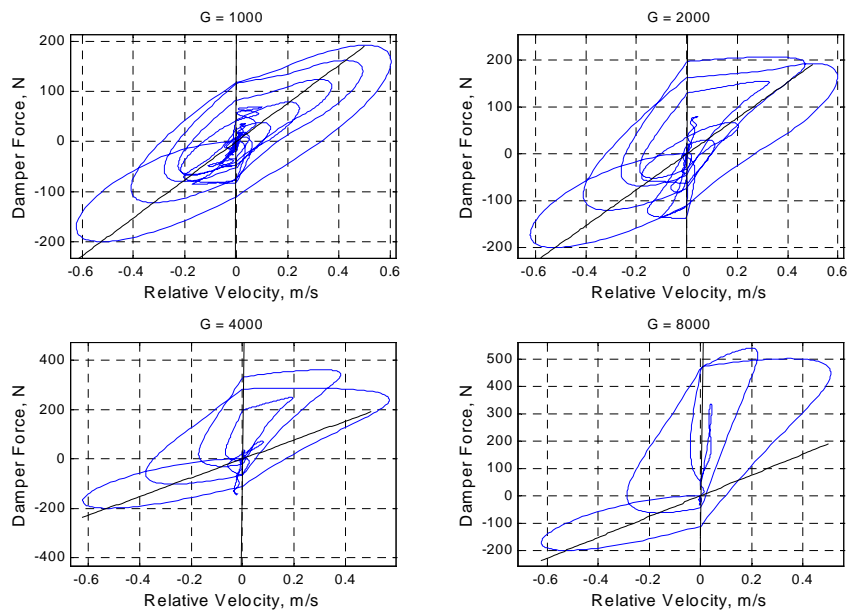 G = 1000
200
100
0
-100
-200
-0.6 -0.4 -0.2 0 0.2 0.4 0.6
Damper Force, N
Relative Velocity, m/s
G = 2000
200
100
0
-100
-200
-0.6 -0.4 -0.2 0 0.2 0.4 0.6
Damper Force, N
Relative Velocity, m/s
G = 4000
400
200
0
-200
-400
-0.6 -0.4 -0.2 0 0.2 0.4
Damper Force, N
Relative Velocity, m/s
G = 8000
500
400
300
200
100
0
-100
-200
-0.6 -0.4 -0.2 0 0.2 0.4
Damper Force, N
Relative Velocity, m/s